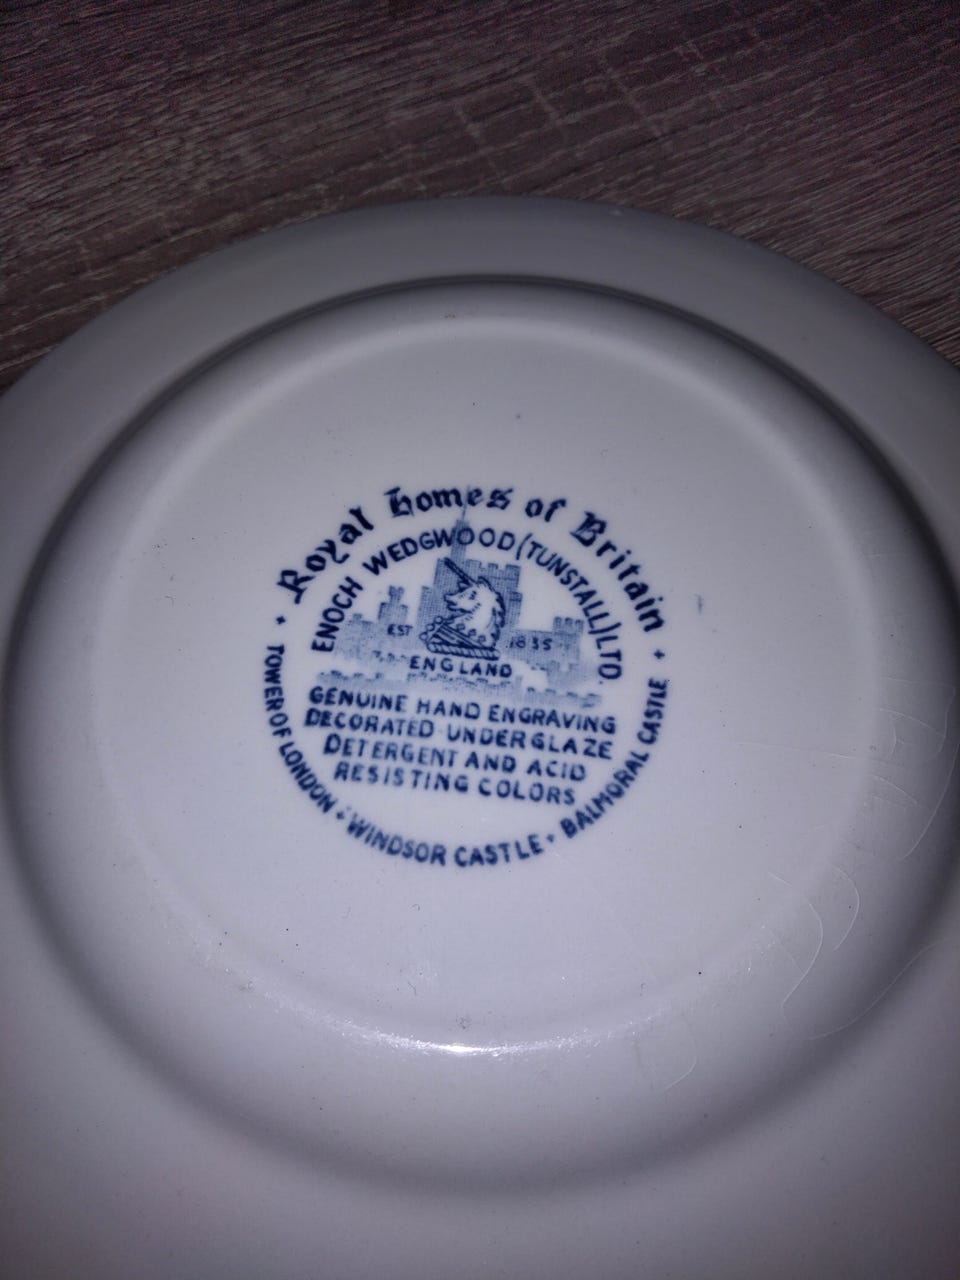 Royal Homes of Britain
ENOCH WEDGWOOD (TUNSTALL) LTD.
EST 1835
ENGLAND
GENUINE HAND ENGRAVING
DECORATED UNDERGLAZE
DETERGENT AND ACID
RESISTING COLORS
TOWER OF LONDON + WINDSOR CASTLE + BALMORAL CASTLE